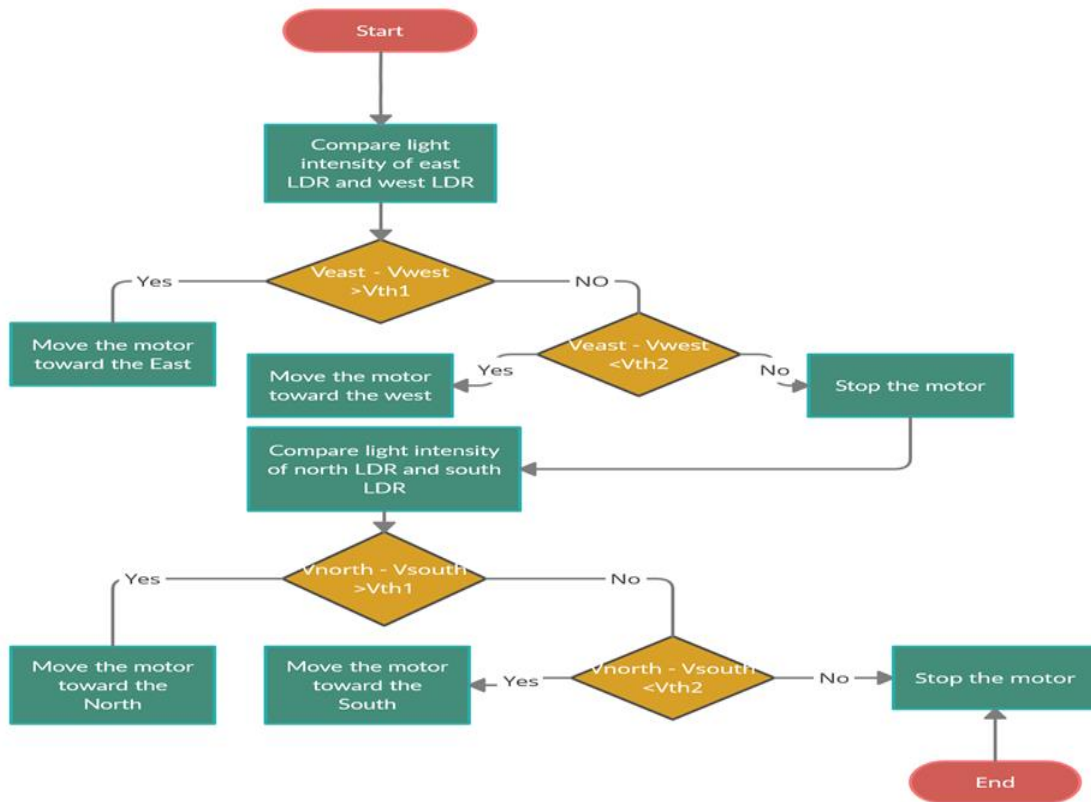 Start
Compare light
intensity of east
LDR and west LDR
Veast - Vwest
>Vth1
Yes
NO
Move the motor
toward the East
Veast - Vwest
<Vth2
Yes
No
Move the motor
toward the west
Stop the motor
Compare light intensity
of north LDR and south
LDR
Vnorth - Vsouth
>Vth1
Yes
No
Move the motor
toward the
North
Move the motor
toward the
South
Vnorth - Vsouth
<Vth2
Yes
No
Stop the motor
End